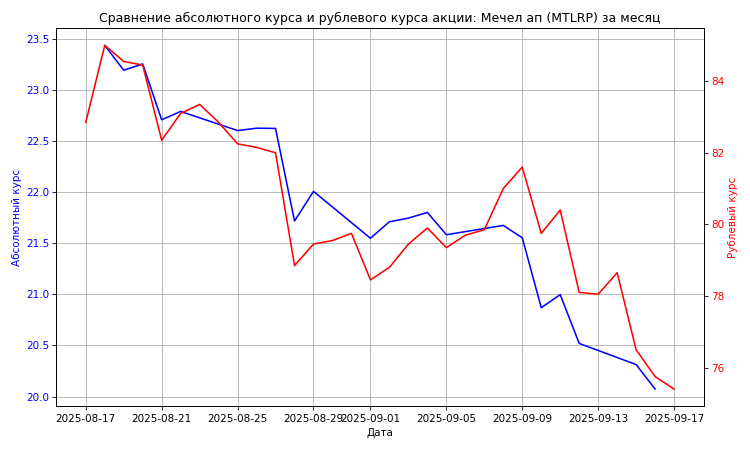 Сравнение абсолютного курса и рублевого курса акции: Мечел ап (MTLRP) за месяц
23.5
23.0
22.5
22.0
21.5
21.0
20.5
20.0
Абсолютный курс
84
82
80
78
76
Рублевый курс
2025-08-17 2025-08-21 2025-08-25 2025-08-29 2025-09-01 2025-09-05 2025-09-09 2025-09-13 2025-09-17
Дата